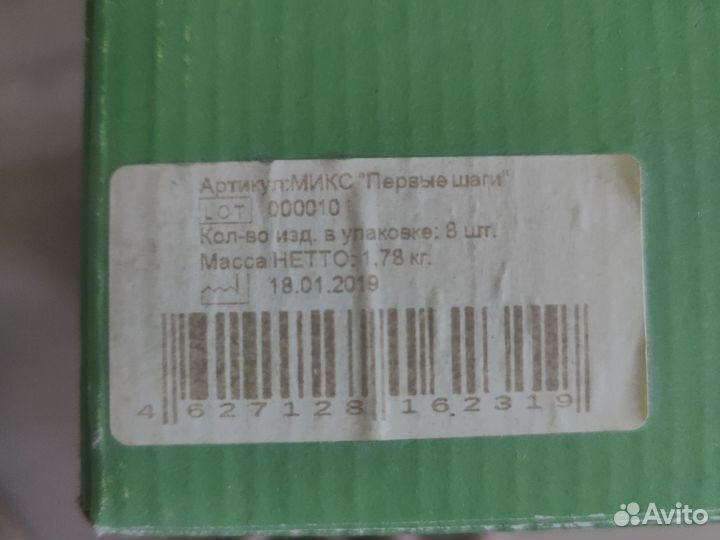 Артикул:МИКС "Первые шаги"
LOT 000010
Кол-во изд. в упаковке: 8 шт.
Масса НЕТТО: 1,78 кг.
18.01.2019
4 627128 162319
Avito